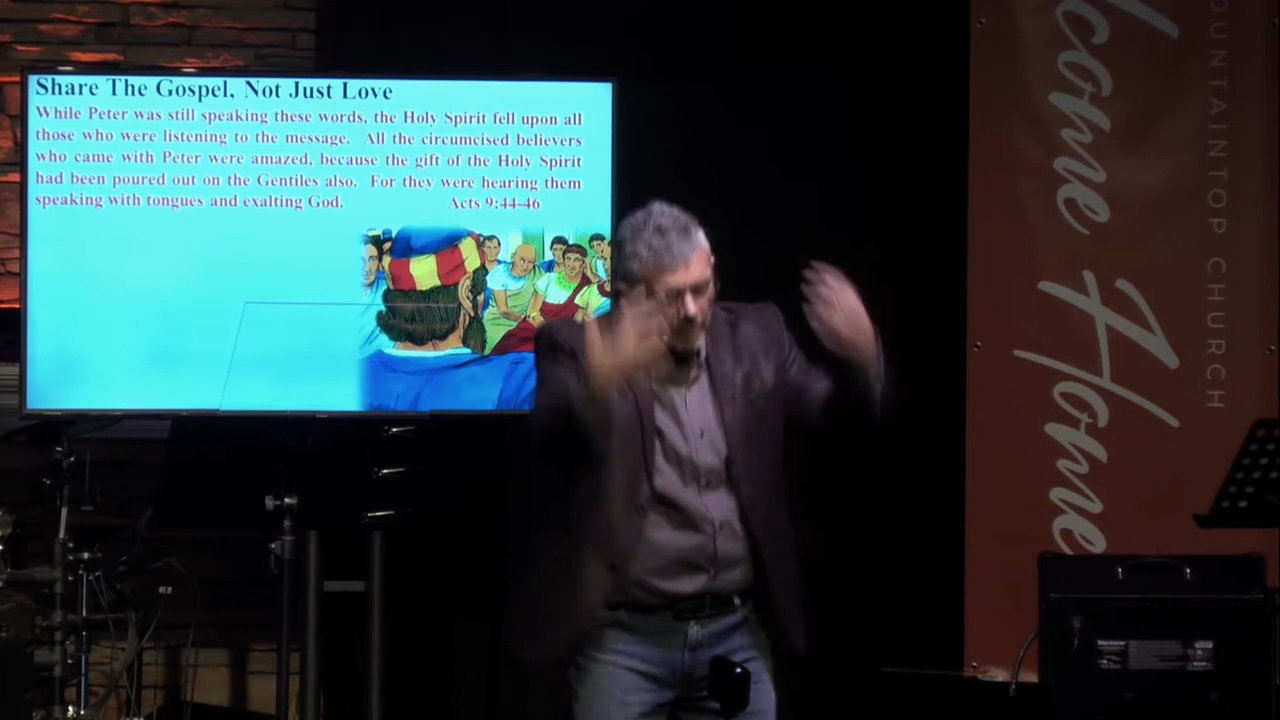 Share The Gospel, Not Just Love
While Peter was still speaking these words, the Holy Spirit fell upon all
those who were listening to the message. All the circumcised believers
who came with Peter were amazed, because the gift of the Holy Spirit
had been poured out on the Gentiles also. For they were hearing them
speaking with tongues and exalting God. Acts 9:44-46
lcome Home
OUNTAINTOP CHURCH